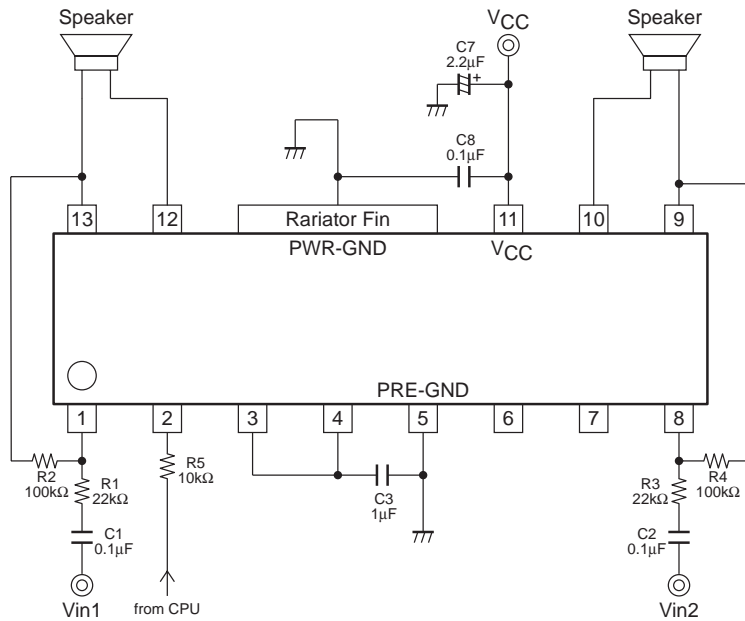 Speaker
VCC
Speaker
C7
2.2μF
+
C8
0.1μF
13
12
Rariator Fin
11
10
9
PWR-GND
VCC
PRE-GND
1
2
3
4
5
6
7
8
R2
100kΩ
R1
22kΩ
R5
10kΩ
C3
1μF
R3
22kΩ
R4
100kΩ
C1
0.1μF
C2
0.1μF
Vin1
from CPU
Vin2